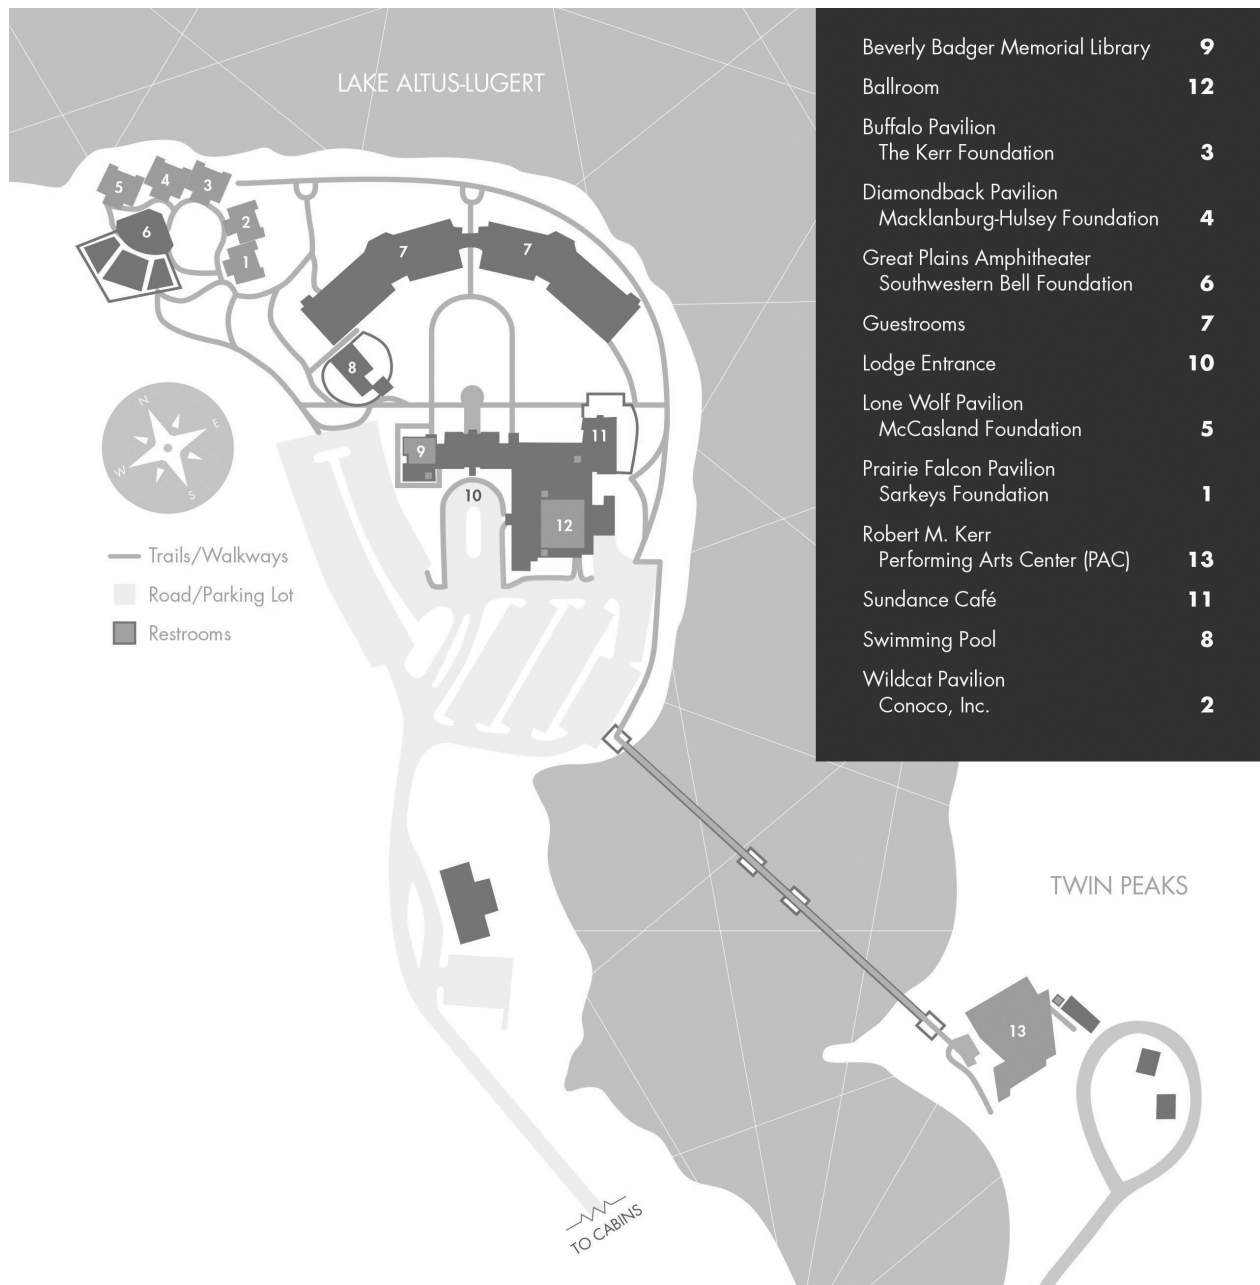 LAKE ALTUS-LUGERT
5
4
3
2
1
6
7
7
8
9
10
11
12
N
E
S
W
Trails/Walkways
Road/Parking Lot
Restrooms
TWIN PEAKS
13
TO CABINS
Beverly Badger Memorial Library 9
Ballroom 12
Buffalo Pavilion
The Kerr Foundation 3
Diamondback Pavilion
Macklanburg-Hulsey Foundation 4
Great Plains Amphitheater
Southwestern Bell Foundation 6
Guestrooms 7
Lodge Entrance 10
Lone Wolf Pavilion
McCasland Foundation 5
Prairie Falcon Pavilion
Sarkeys Foundation 1
Robert M. Kerr
Performing Arts Center (PAC) 13
Sundance Café 11
Swimming Pool 8
Wildcat Pavilion
Conoco, Inc. 2